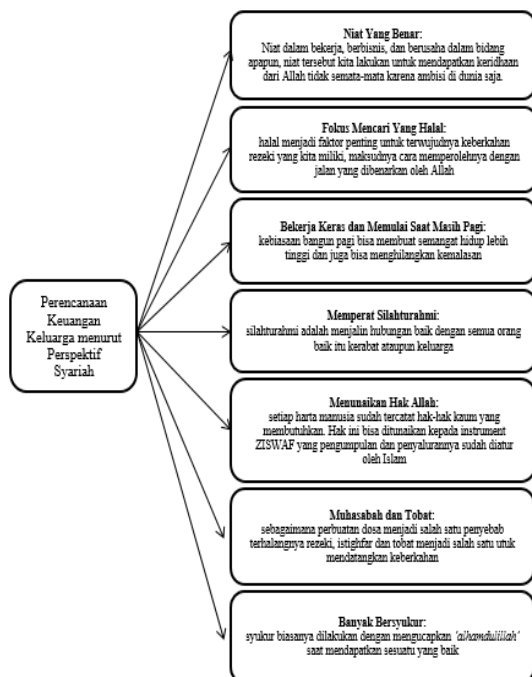 Niat Yang Benar:
Niat dalam bekerja, berbisnis, dan berusaha dalam bidang
apapun, niat tersebut kita lakukan untuk mendapatkan keridhaan
dari Allah tidak semata-mata karena ambisi di dunia saja.
Fokus Mencari Yang Halal:
halal menjadi faktor penting untuk terwujudnya keberkahan
rezeki yang kita miliki, maksudnya cara memperolehnya dengan
jalan yang dibenarkan oleh Allah
Bekerja Keras dan Memulai Saat Masih Pagi:
kebiasaan bangun pagi bisa membuat semangat hidup lebih
tinggi dan juga bisa menghilangkan kemalasan
Perencanaan
Keuangan
Keluarga menurut
Perspektif
Syariah
Memperat Silahturahmi:
silahturahmi adalah menjalin hubungan baik dengan semua orang
baik itu kerabat ataupun keluarga
Menunaikan Hak Allah:
setiap harta manusia sudah tercatat hak-hak kaum yang
membutuhkan. Hak ini bisa ditunaikan kepada instrument
ZISWAF yang pengumpulan dan penyalurannya sudah diatur
oleh Islam
Muhasabah dan Tobat:
sebagaimana perbuatan dosa menjadi salah satu penyebab
terhalangnya rezeki, istighfar dan tobat menjadi salah satu utuk
mendatangkan keberkahan
Banyak Bersyukur:
syukur biasanya dilakukan dengan mengucapkan 'alhamdulillah'
saat mendapatkan sesuatu yang baik